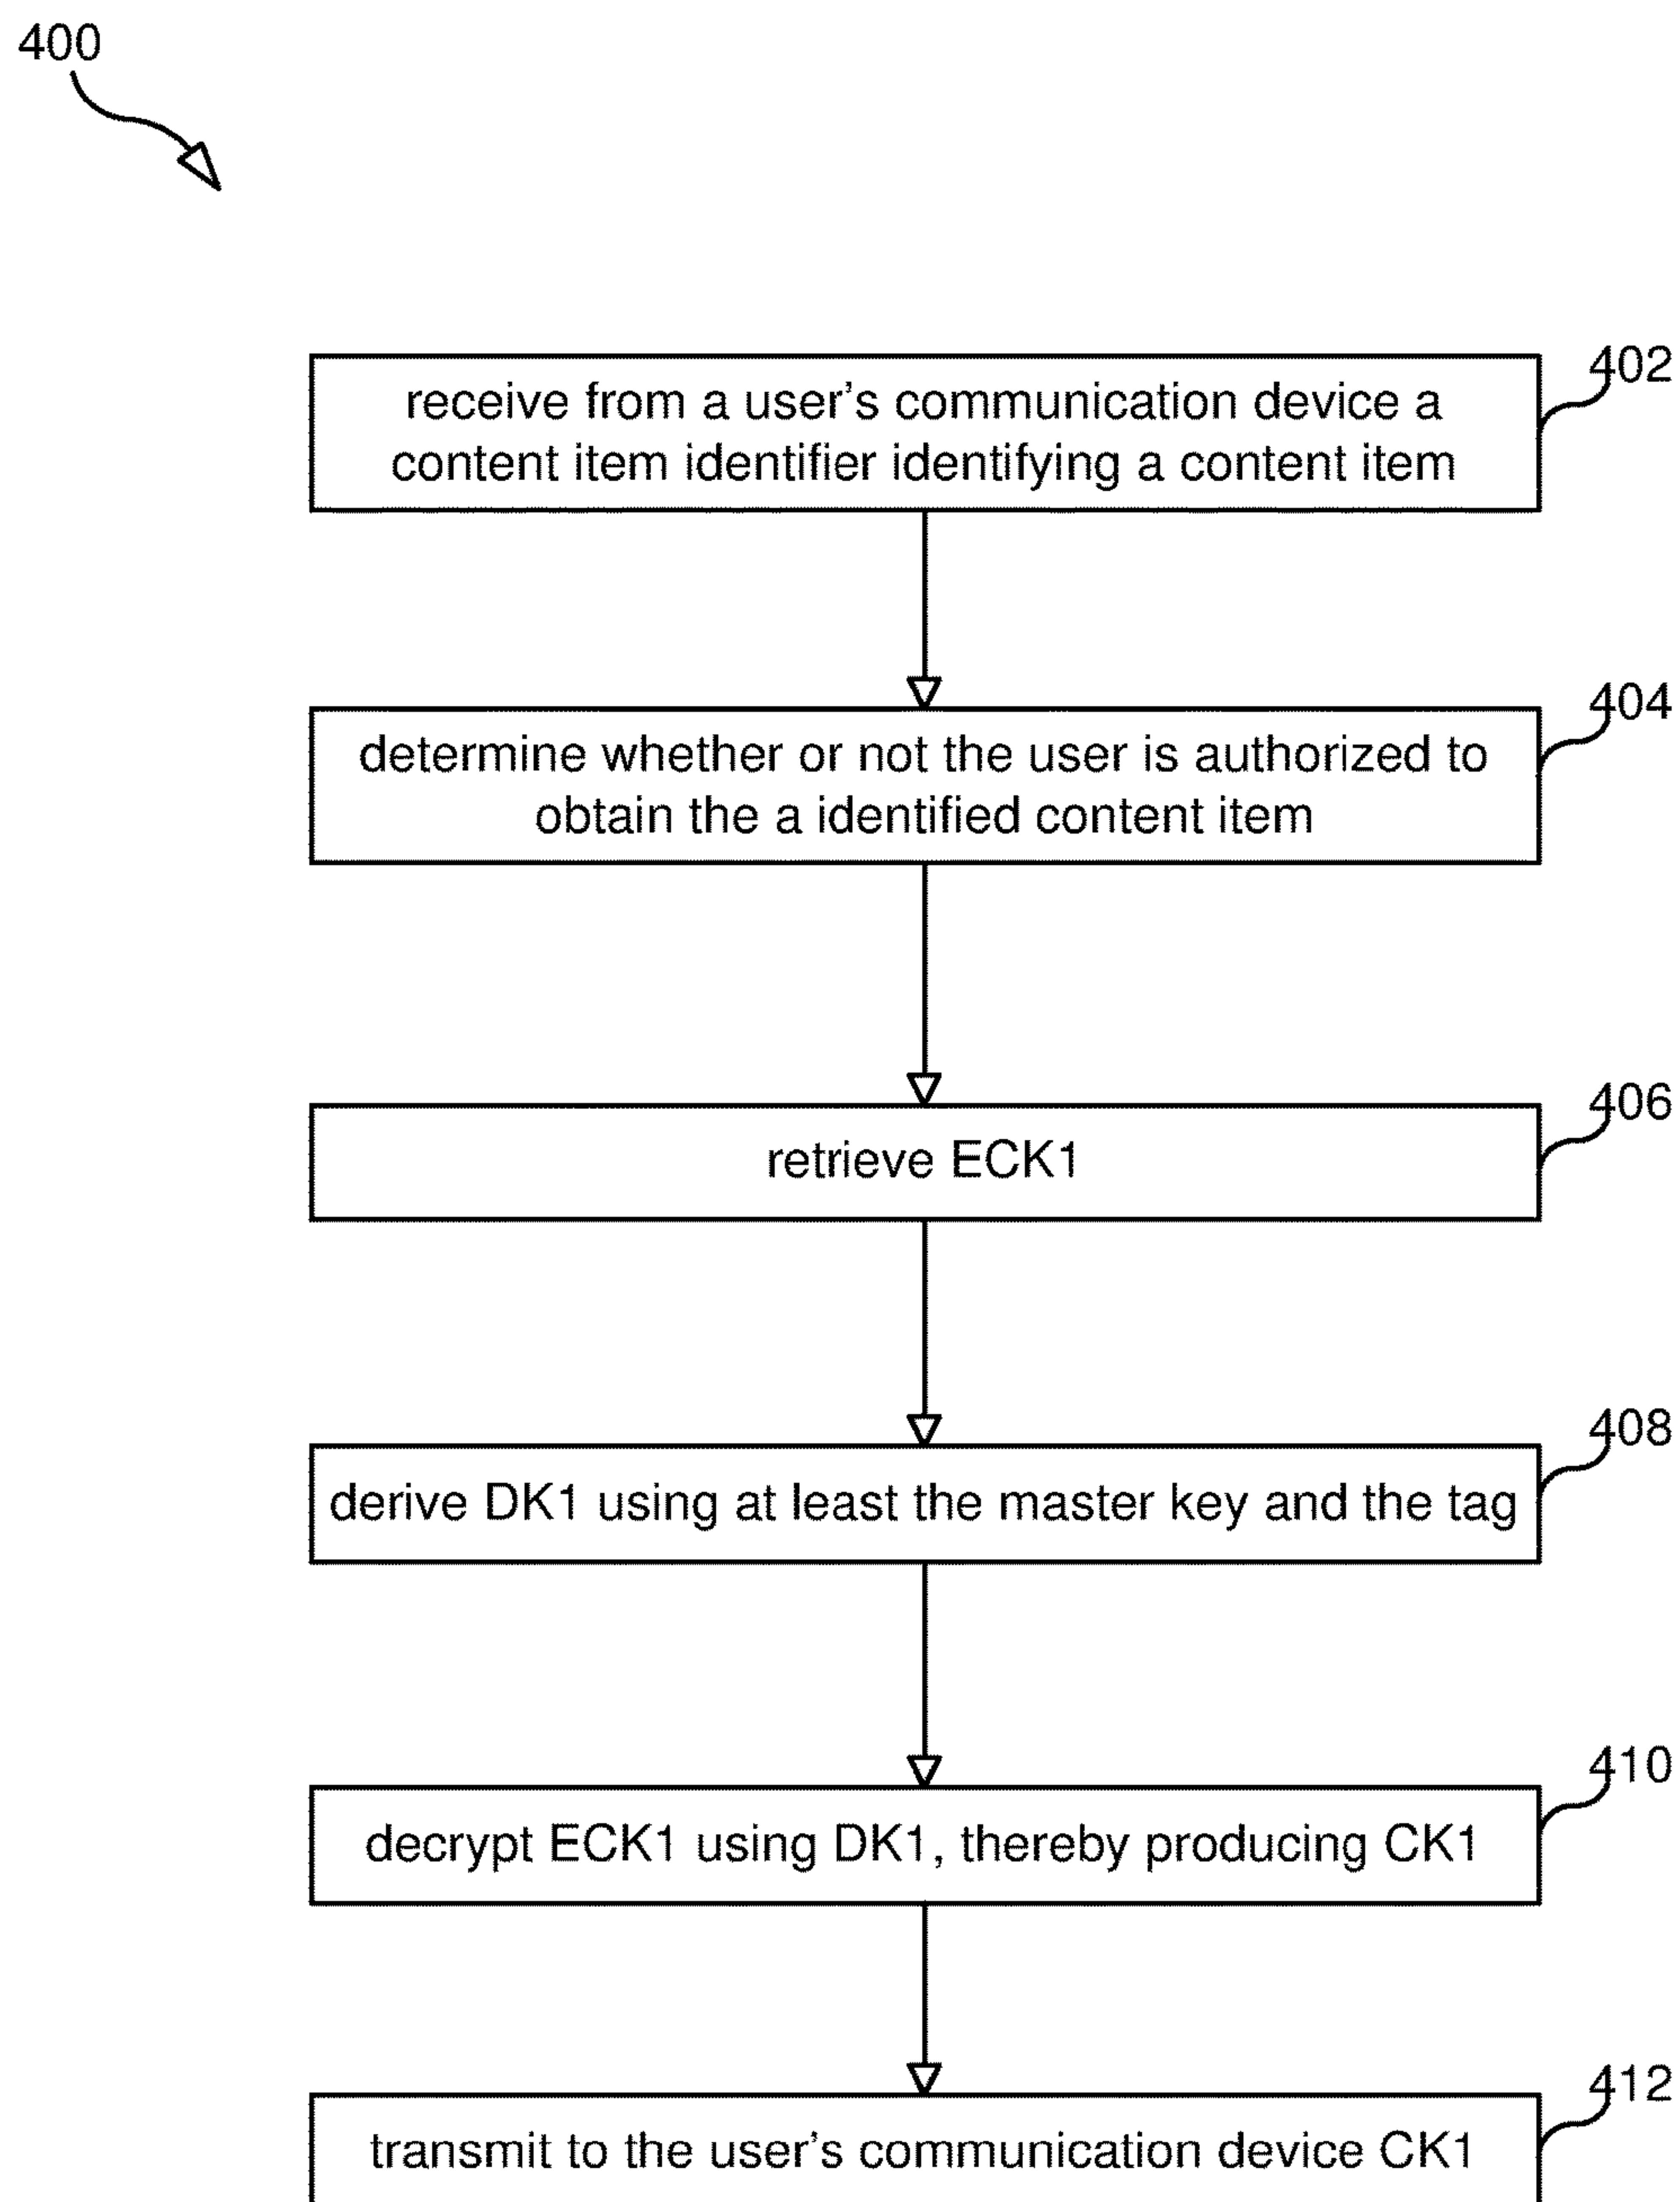 400
402
receive from a user's communication device a
content item identifier identifying a content item
404
determine whether or not the user is authorized to
obtain the a identified content item
406
retrieve ECK1
408
derive DK1 using at least the master key and the tag
410
decrypt ECK1 using DK1, thereby producing CK1
412
transmit to the user's communication device CK1